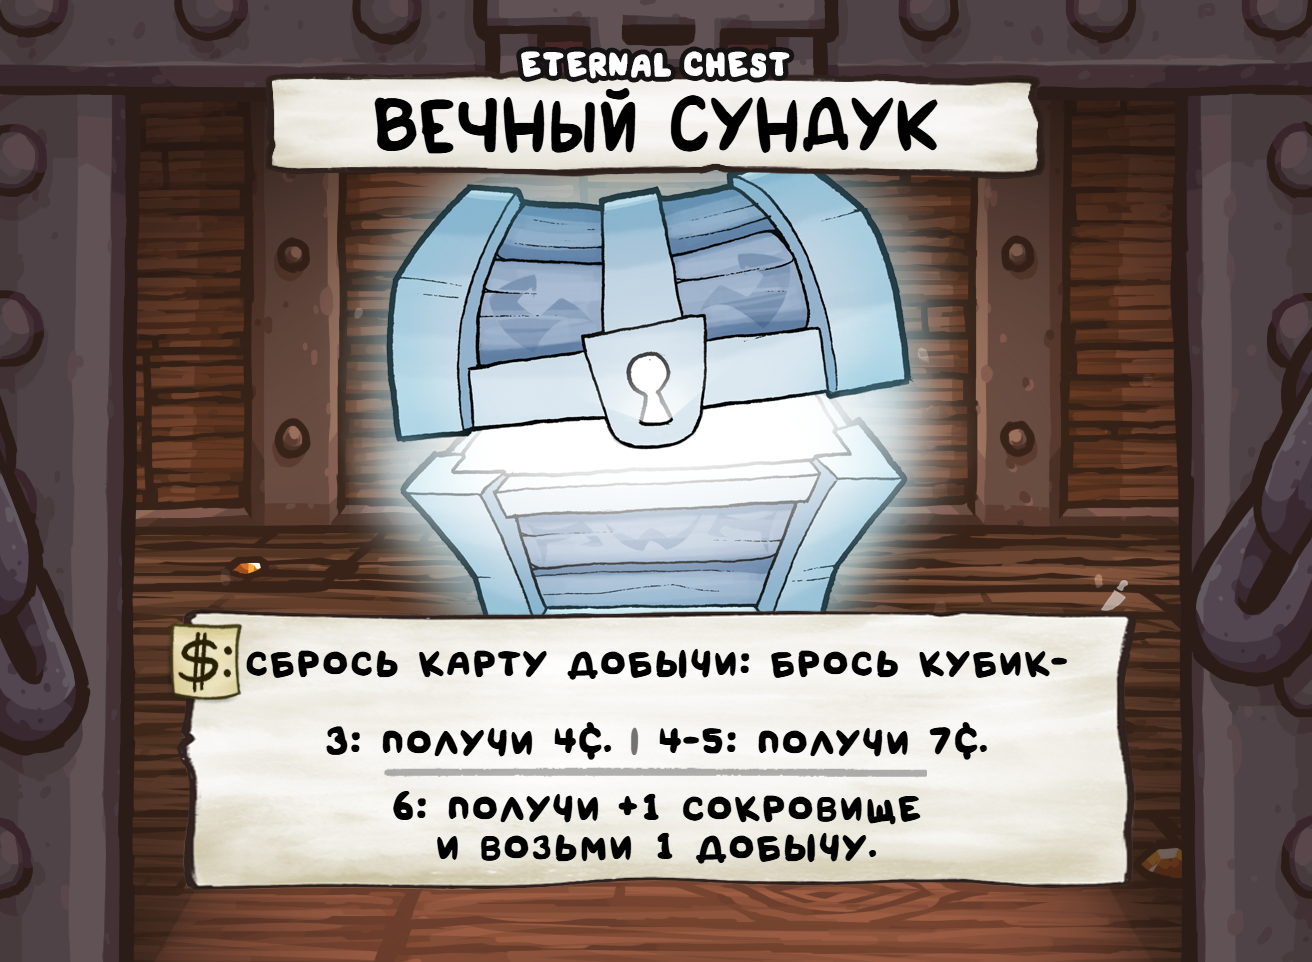 ETERNAL CHEST
ВЕЧНЫЙ СУНДУК
$: СБРОСЬ КАРТУ ДОБЫЧИ: БРОСЬ КУБИК-
3: ПОЛУЧИ 4¢. | 4-5: ПОЛУЧИ 7¢.
6: ПОЛУЧИ +1 СОКРОВИЩЕ
И ВОЗЬМИ 1 ДОБЫЧУ.